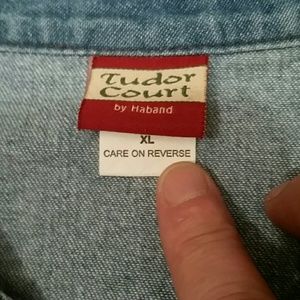 Tudor
Court
by Haband
XL
CARE ON REVERSE